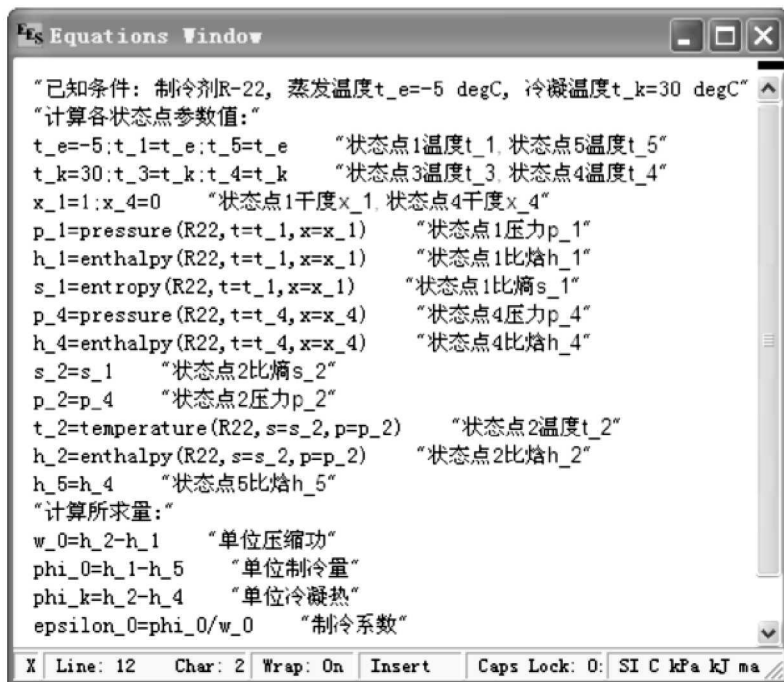 EES Equations Window
"已知条件: 制冷剂R-22, 蒸发温度t_e=-5 degC, 冷凝温度t_k=30 degC"
"计算各状态点参数值:"
t_e=-5;t_1=t_e;t_5=t_e "状态点1温度t_1,状态点5温度t_5"
t_k=30;t_3=t_k;t_4=t_k "状态点3温度t_3,状态点4温度t_4"
x_1=1;x_4=0 "状态点1干度x_1,状态点4干度x_4"
p_1=pressure(R22,t=t_1,x=x_1) "状态点1压力p_1"
h_1=enthalpy(R22,t=t_1,x=x_1) "状态点1比焓h_1"
s_1=entropy(R22,t=t_1,x=x_1) "状态点1比熵s_1"
p_4=pressure(R22,t=t_4,x=x_4) "状态点4压力p_4"
h_4=enthalpy(R22,t=t_4,x=x_4) "状态点4比焓h_4"
s_2=s_1 "状态点2比熵s_2"
p_2=p_4 "状态点2压力p_2"
t_2=temperature(R22,s=s_2,p=p_2) "状态点2温度t_2"
h_2=enthalpy(R22,s=s_2,p=p_2) "状态点2比焓h_2"
h_5=h_4 "状态点5比焓h_5"
"计算所求量:"
w_0=h_2-h_1 "单位压缩功"
phi_0=h_1-h_5 "单位制冷量"
phi_k=h_2-h_4 "单位冷凝热"
epsilon_0=phi_0/w_0 "制冷系数"
X Line: 12 Char: 2 Wrap: On Insert Caps Lock: O: SI C kPa kJ ma